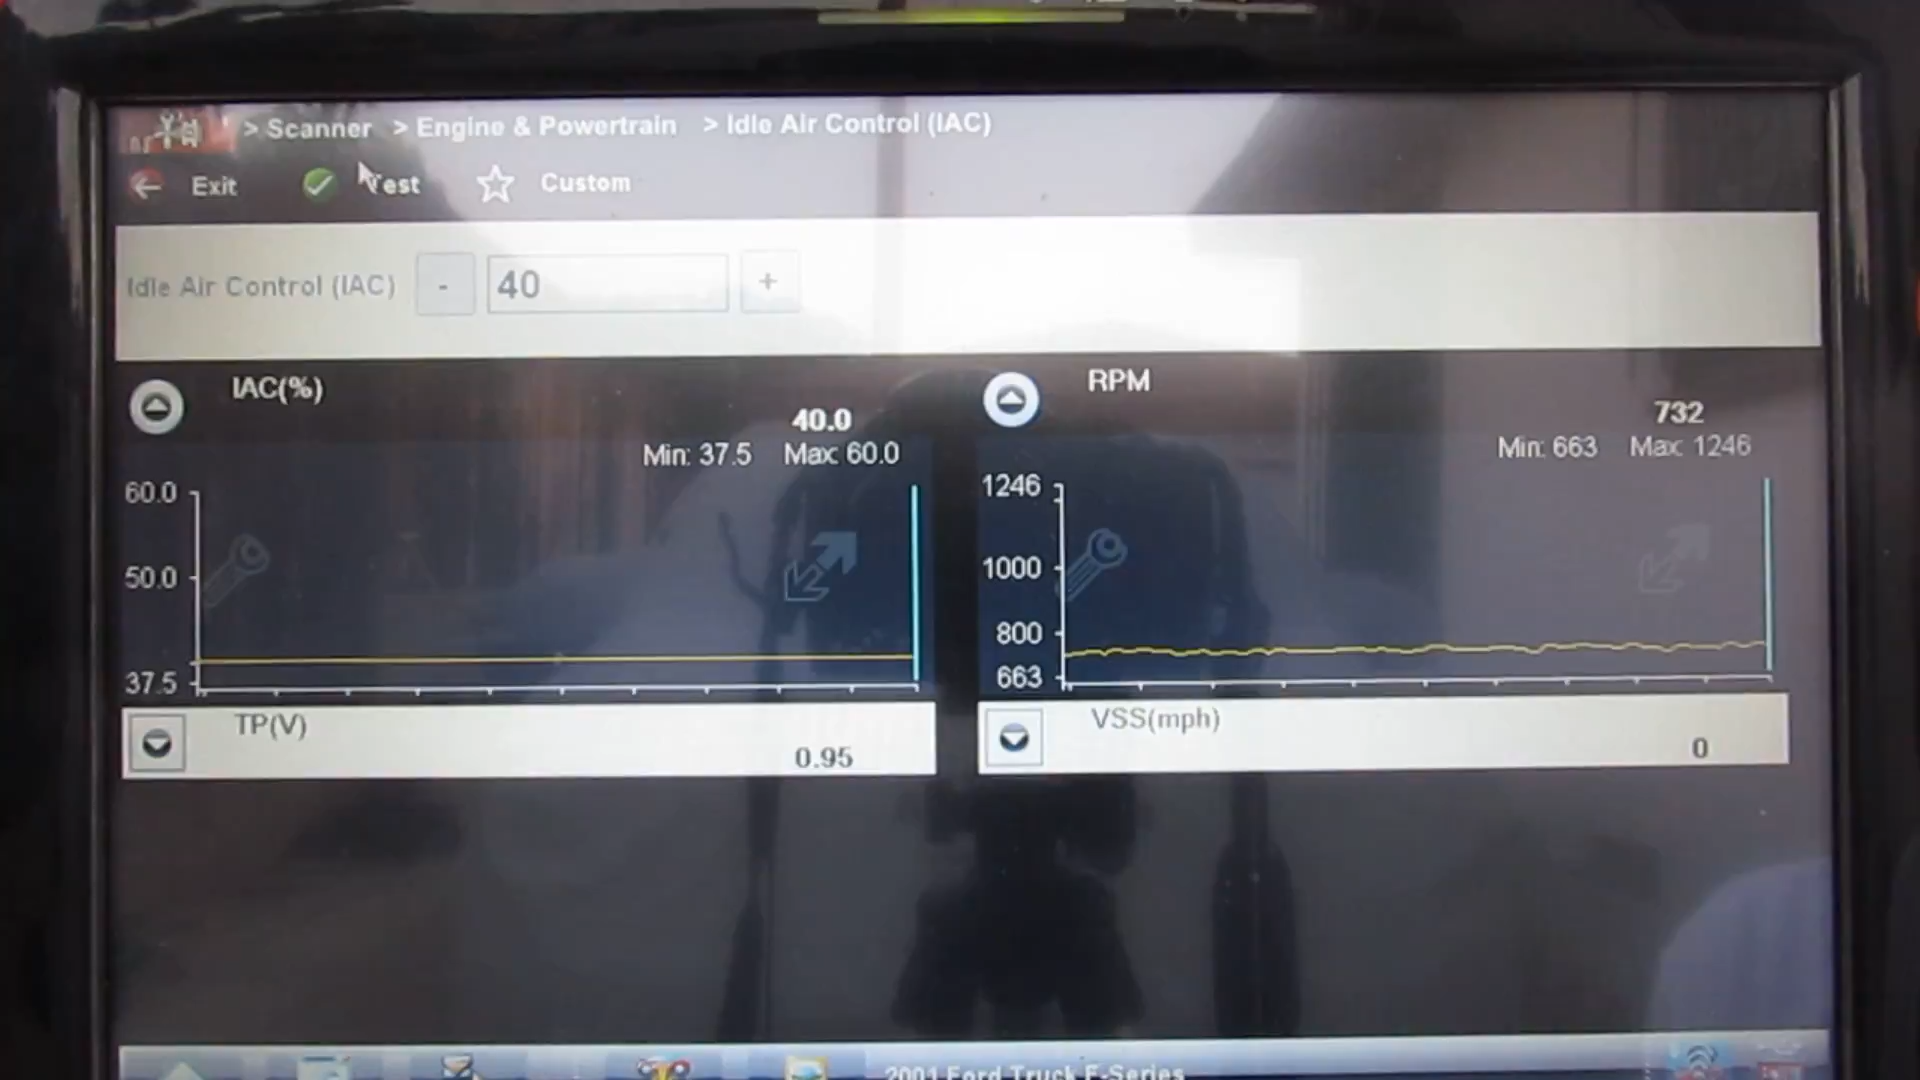 > Scanner > Engine & Powertrain > Idle Air Control (IAC)
Exit Test Custom
Idle Air Control (IAC) - 40 +
IAC(%)
40.0
Min: 37.5 Max: 60.0
60.0
50.0
37.5
RPM
732
Min: 663 Max: 1246
1246
1000
800
663
TP(V)
0.95
VSS(mph)
0
2001 Ford Truck F-Series